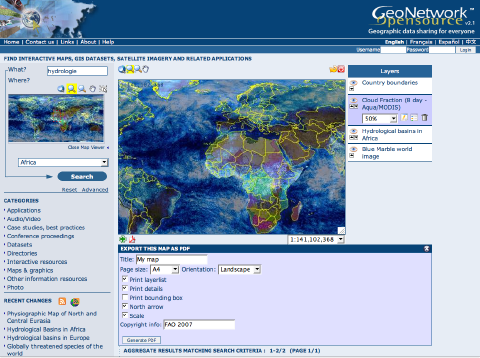 GeoNetwork™
Opensource v2.1
Geographic data sharing for everyone
Home | Contact us | Links | About | Help
English | Français | Español | 中文
Username Password Login
FIND INTERACTIVE MAPS, GIS DATASETS, SATELLITE IMAGERY AND RELATED APPLICATIONS
What? hydrologie
Where?
Close Map Viewer
Africa
Search
Reset Advanced
CATEGORIES
Applications
Audio/Video
Case studies, best practices
Conference proceedings
Datasets
Directories
Interactive resources
Maps & graphics
Other information resources
Photo
RECENT CHANGES
Physiographic Map of North and
Central Eurasia
Hydrological Basins in Africa
Hydrological basins in Europe
Globally threatened species of the
world
1:141,102,368
Layers
Country boundaries
Cloud Fraction (8 day -
Aqua/MODIS)
50%
Hydrological basins in
Africa
Blue Marble world
image
EXPORT THIS MAP AS PDF
Title: My map
Page size: A4 Orientation: Landscape
Print layerlist
Print details
Print bounding box
North arrow
Scale
Copyright info: FAO 2007
Generate PDF
AGGREGATE RESULTS MATCHING SEARCH CRITERIA : 1-2/2 (PAGE 1/1)